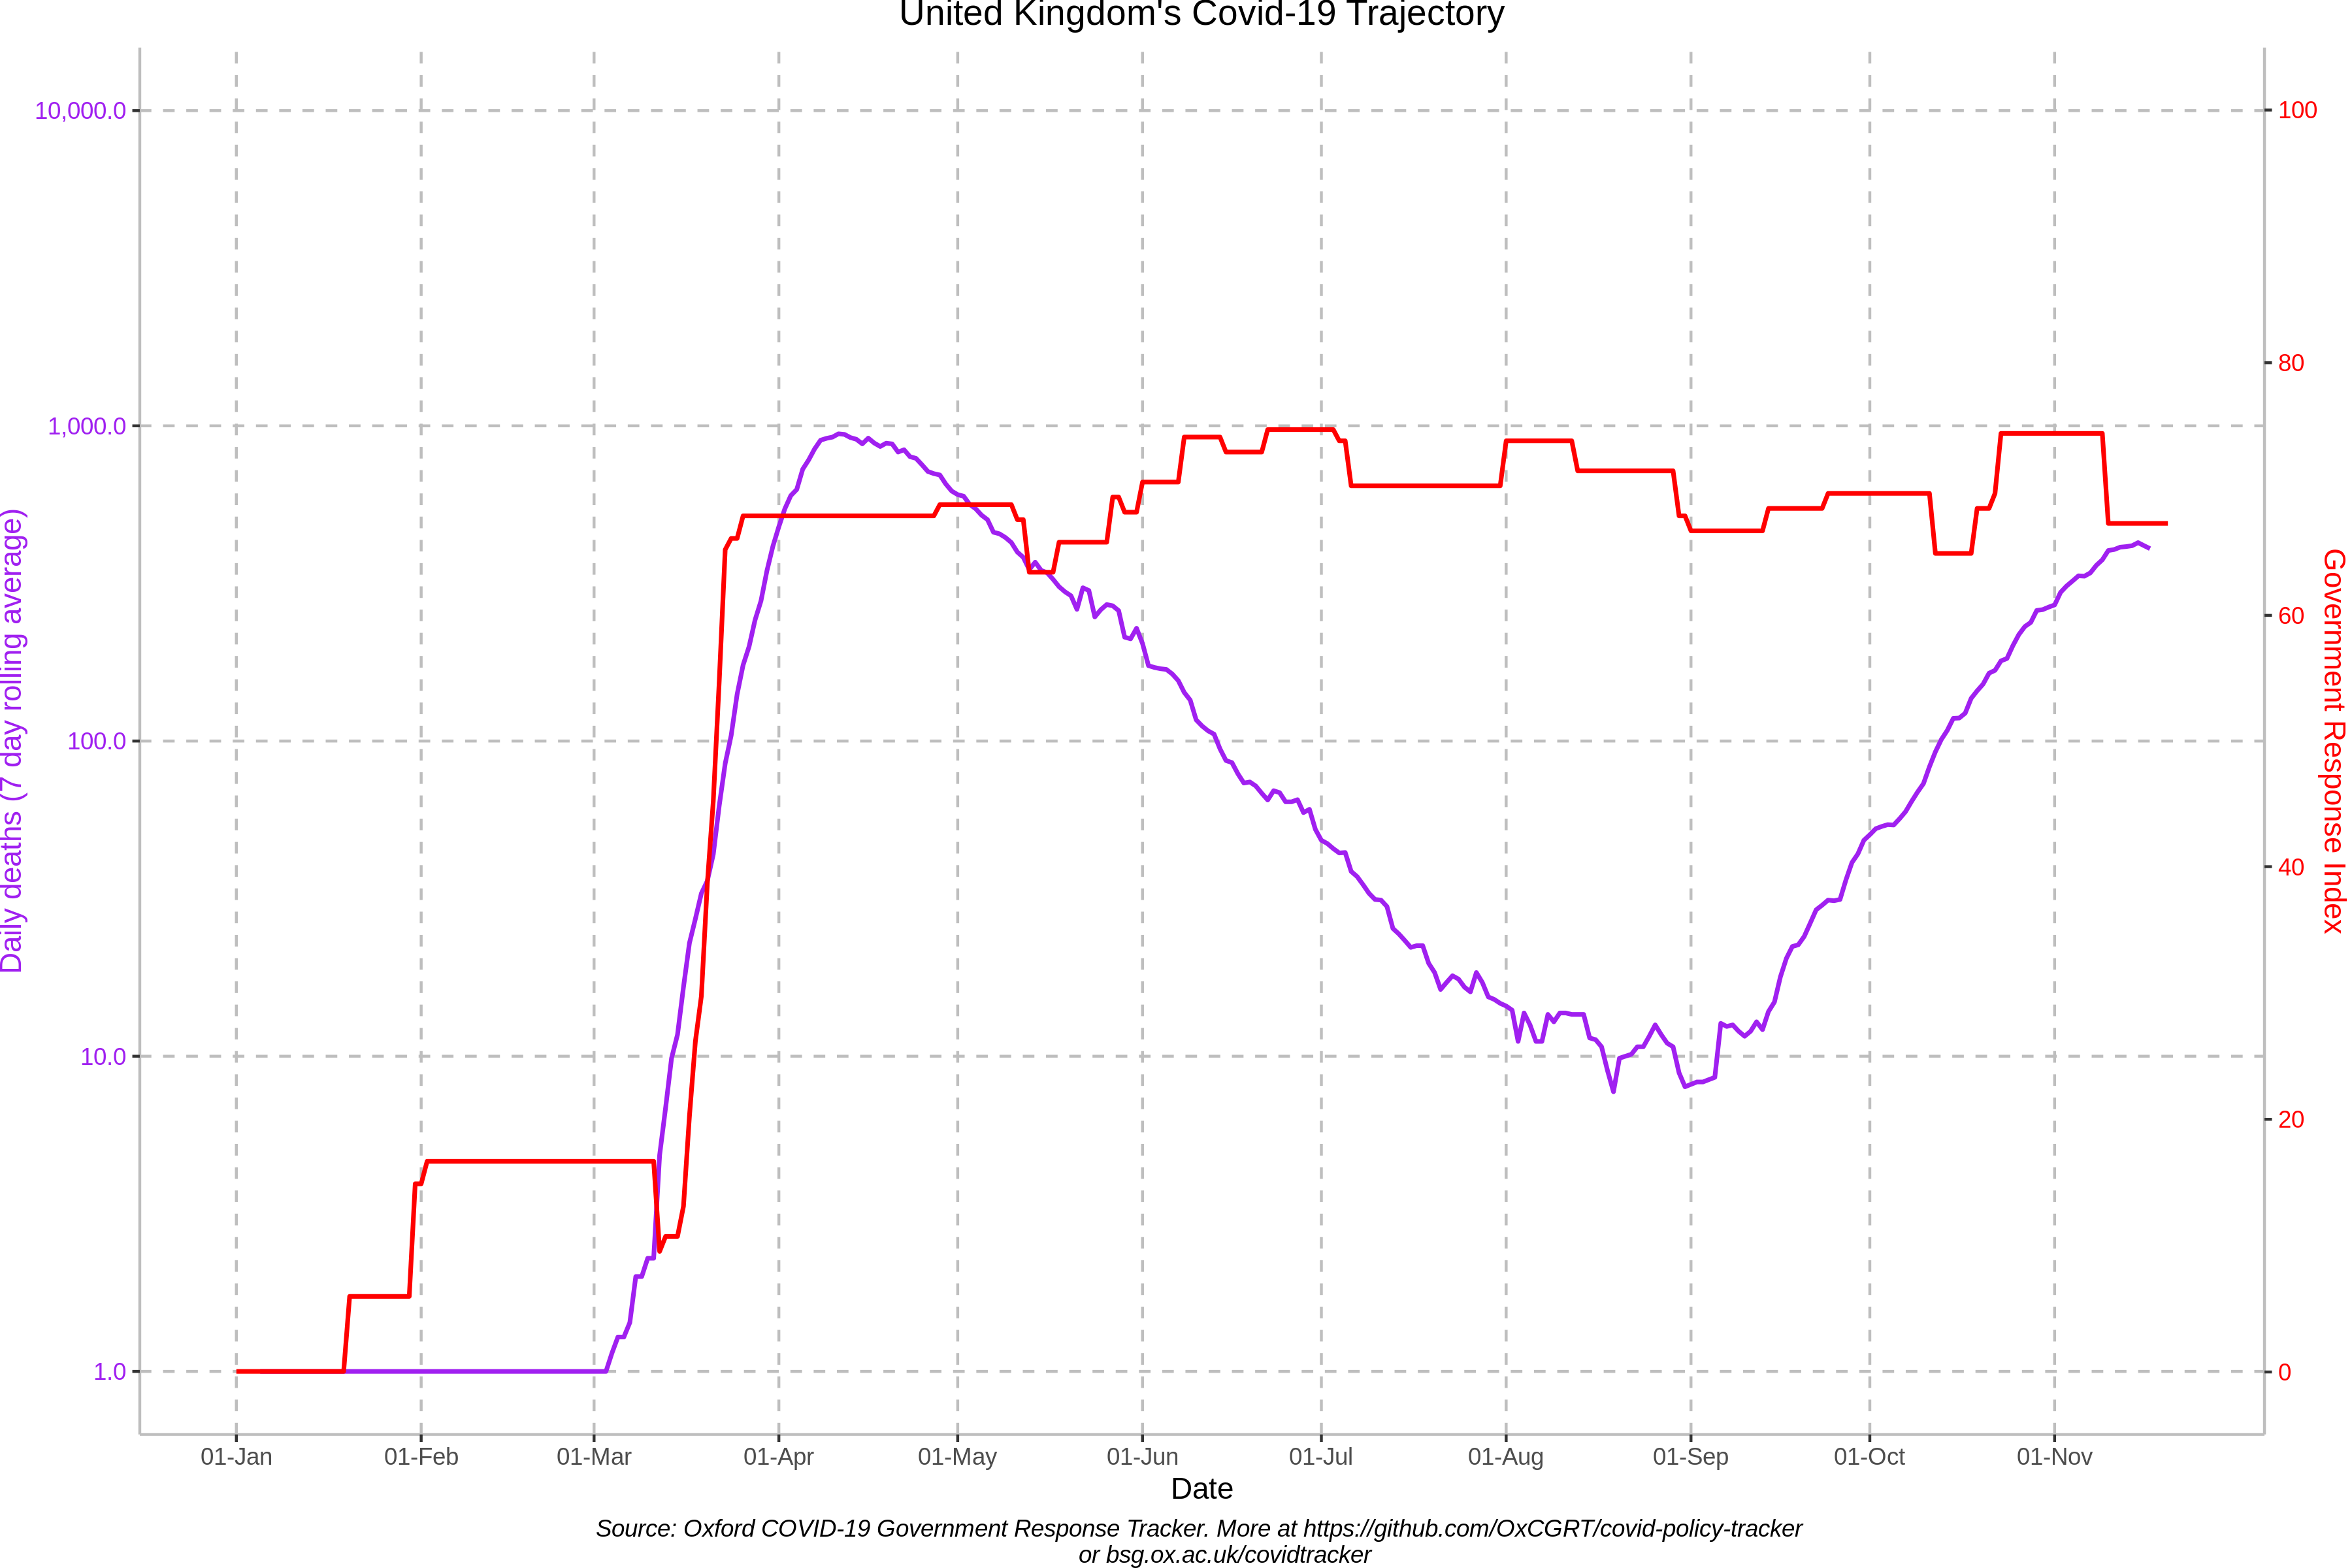 United Kingdom's Covid-19 Trajectory
10,000.0
1,000.0
100.0
10.0
1.0
Daily deaths (7 day rolling average)
100
80
60
40
20
0
Government Response Index
01-Jan
01-Feb
01-Mar
01-Apr
01-May
01-Jun
01-Jul
01-Aug
01-Sep
01-Oct
01-Nov
Date
Source: Oxford COVID-19 Government Response Tracker. More at https://github.com/OxCGRT/covid-policy-tracker
or bsg.ox.ac.uk/covidtracker